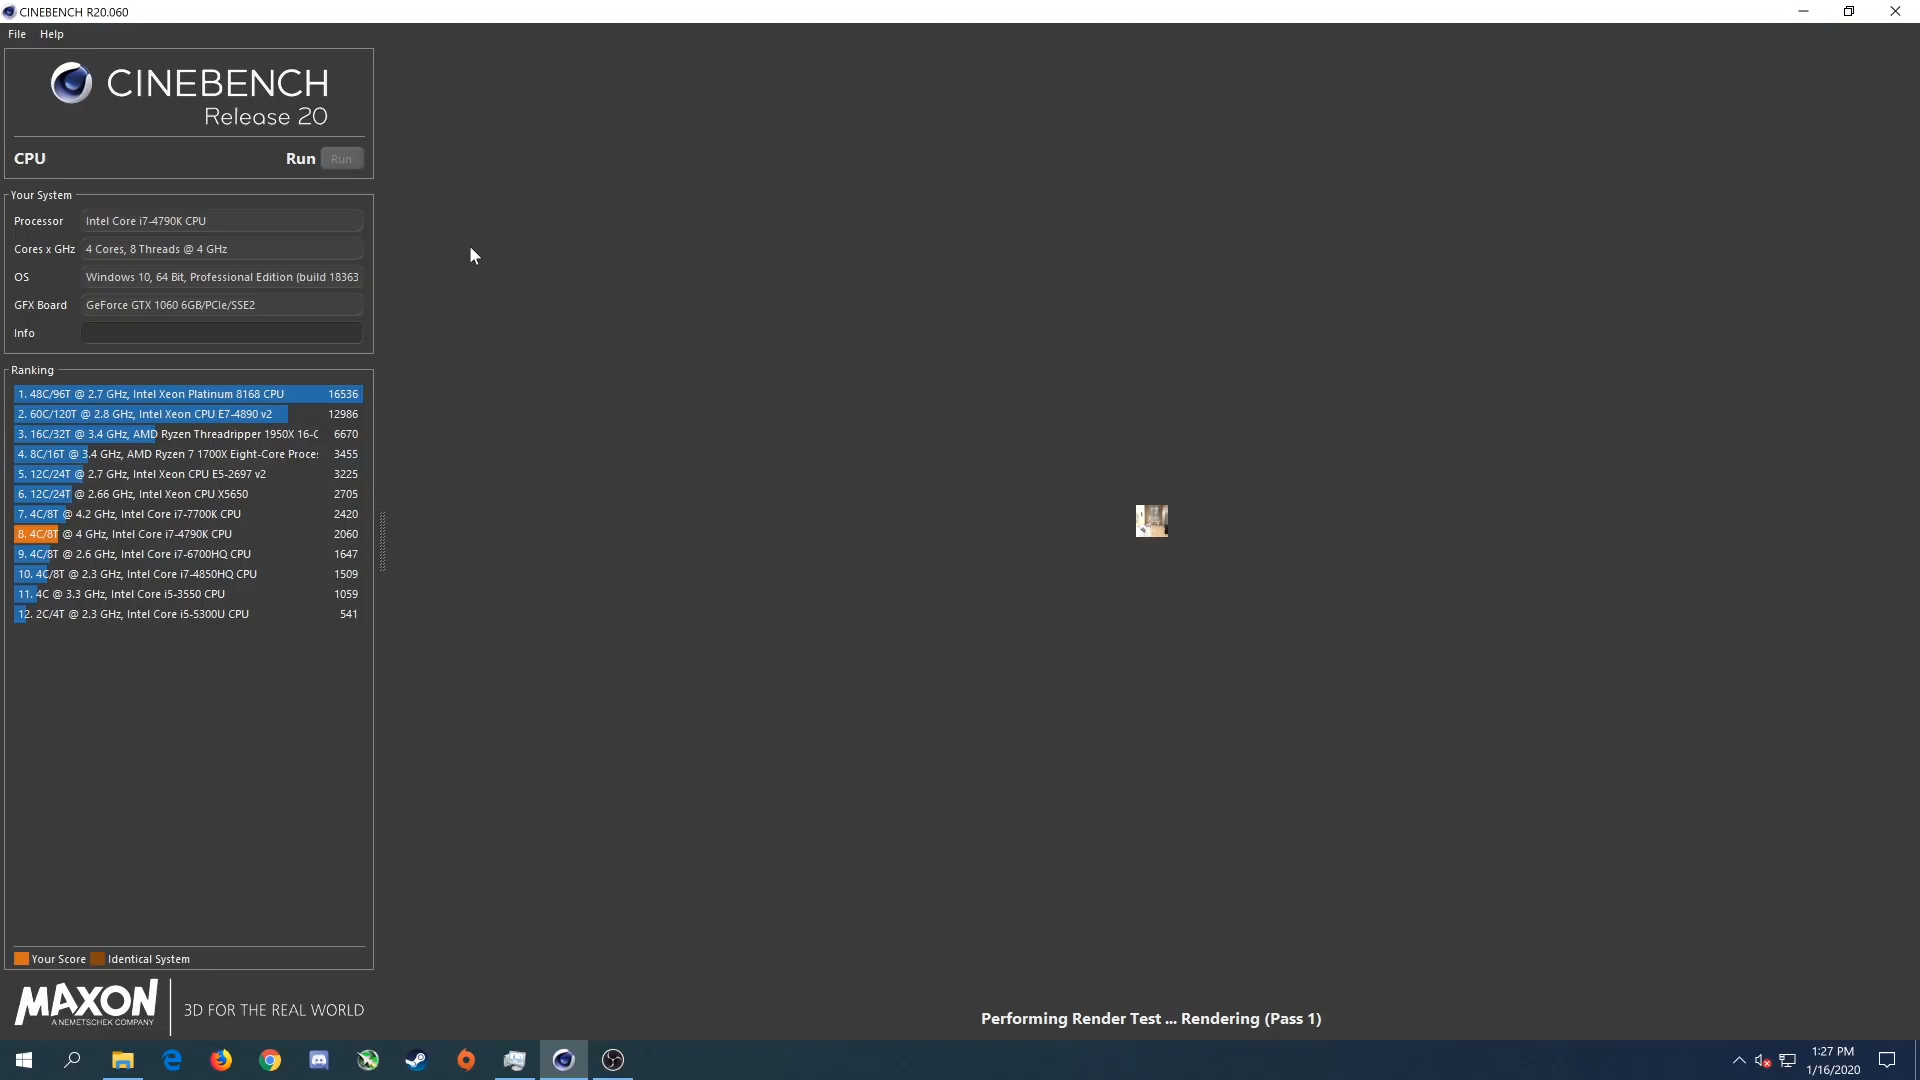 CINEBENCH R20.060
File Help
CINEBENCH
Release 20
CPU Run Run
Your System
Processor Intel Core i7-4790K CPU
Cores x GHz 4 Cores, 8 Threads @ 4 GHz
OS Windows 10, 64 Bit, Professional Edition (build 18363
GFX Board GeForce GTX 1060 6GB/PCIe/SSE2
Info
Ranking
1. 48C/96T @ 2.7 GHz, Intel Xeon Platinum 8168 CPU 16536
2. 60C/120T @ 2.8 GHz, Intel Xeon CPU E7-4890 v2 12986
3. 16C/32T @ 3.4 GHz, AMD Ryzen Threadripper 1950X 16-C 6670
4. 8C/16T @ 3.4 GHz, AMD Ryzen 7 1700X Eight-Core Proces 3455
5. 12C/24T @ 2.7 GHz, Intel Xeon CPU E5-2697 v2 3225
6. 12C/24T @ 2.66 GHz, Intel Xeon CPU X5650 2705
7. 4C/8T @ 4.2 GHz, Intel Core i7-7700K CPU 2420
8. 4C/8T @ 4 GHz, Intel Core i7-4790K CPU 2060
9. 4C/8T @ 2.6 GHz, Intel Core i7-6700HQ CPU 1647
10. 4C/8T @ 2.3 GHz, Intel Core i7-4850HQ CPU 1509
11. 4C @ 3.3 GHz, Intel Core i5-3550 CPU 1059
12. 2C/4T @ 2.3 GHz, Intel Core i5-5300U CPU 541
Your Score Identical System
MAXON
A NEMETSCHEK COMPANY
3D FOR THE REAL WORLD
Performing Render Test ... Rendering (Pass 1)
1:27 PM
1/16/2020